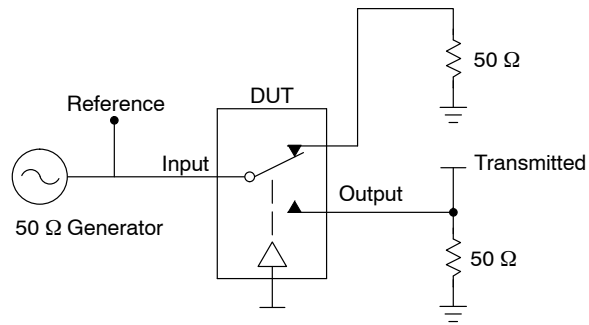 50 Ω
DUT
Reference
Input
Transmitted
Output
50 Ω Generator
50 Ω